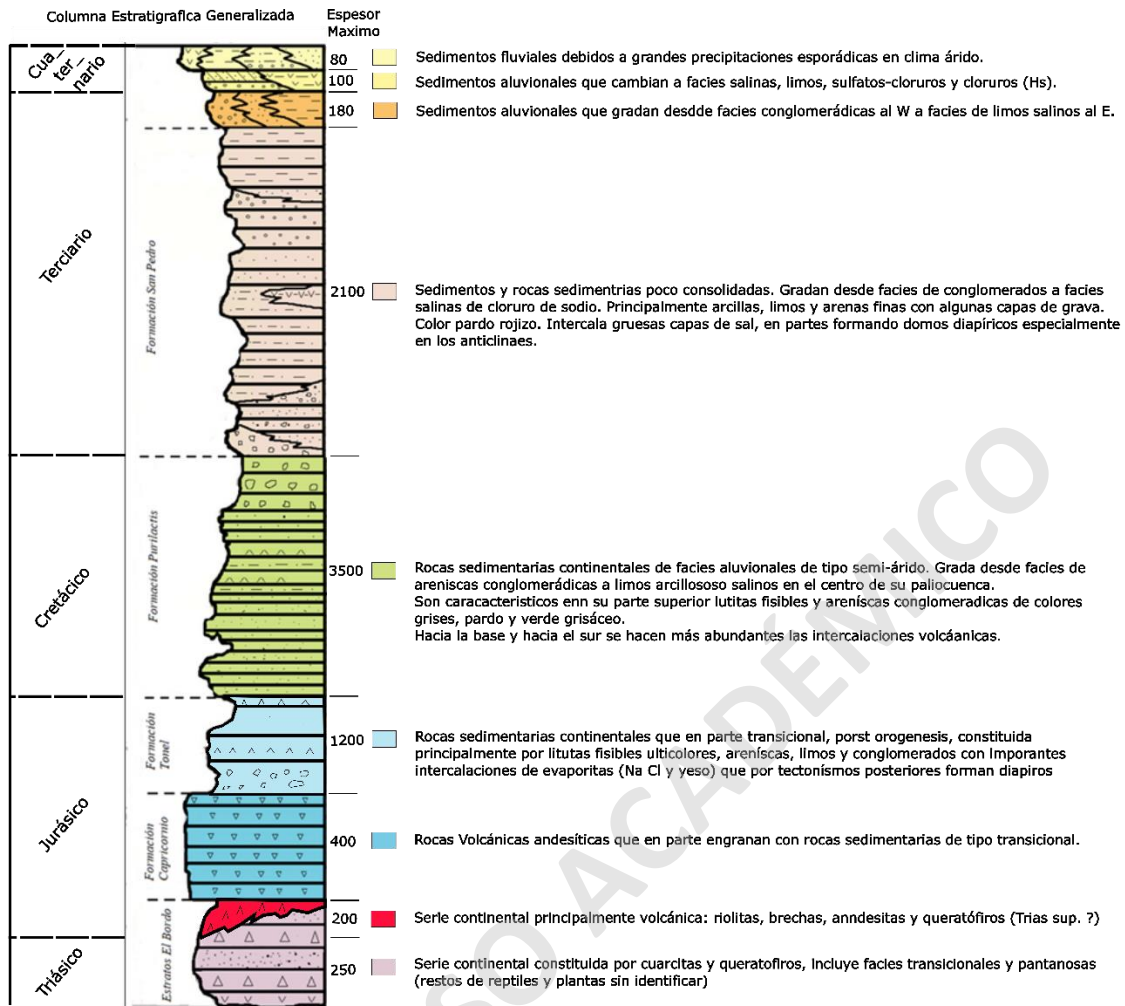 Columna Estratigrafica Generalizada
Espesor
Maximo
Cua_
ter_
nario
80
Sedimentos fluviales debidos a grandes precipitaciones esporádicas en clima árido.
100
Sedimentos aluvionales que cambian a facies salinas, limos, sulfatos-cloruros y cloruros (Hs).
Terciario
180
Sedimentos aluvionales que gradan desdde facies conglomerádicas al W a facies de limos salinos al E.
Formación San Pedro
2100
Sedimentos y rocas sedimentrias poco consolidadas. Gradan desde facies de conglomerados a facies
salinas de cloruro de sodio. Principalmente arcillas, limos y arenas finas con algunas capas de grava.
Color pardo rojizo. Intercala gruesas capas de sal, en partes formando domos diapíricos especialmente
en los anticlinaes.
Cretácico
Formación Purilactis
3500
Rocas sedimentarias continentales de facies aluvionales de tipo semi-árido. Grada desde facies de
areniscas conglomerádicas a limos arcillososo salinos en el centro de su paliocuenca.
Son caracacteristicos enn su parte superior lutitas fisibles y areníscas conglomeradicas de colores
grises, pardo y verde grisáceo.
Hacia la base y hacia el sur se hacen más abundantes las intercalaciones volcáanicas.
Jurásico
Formación
Tonel
1200
Rocas sedimentarias continentales que en parte transicional, porst orogenesis, constituida
principalmente por litutas fisibles ulticolores, areníscas, limos y conglomerados con imporantes
intercalaciones de evaporitas (Na Cl y yeso) que por tectonísmos posteriores forman diapiros
Formación
Capricornio
400
Rocas Volcánicas andesíticas que en parte engranan con rocas sedimentarias de tipo transicional.
Estratos El Bordo
200
Serie continental principalmente volcánica: riolitas, brechas, anndesitas y queratófiros (Trias sup. ?)
Triásico
250
Serie continental constituida por cuarcitas y queratofiros, incluye facies transicionales y pantanosas
(restos de reptiles y plantas sin identificar)
SO ACADÉMICO